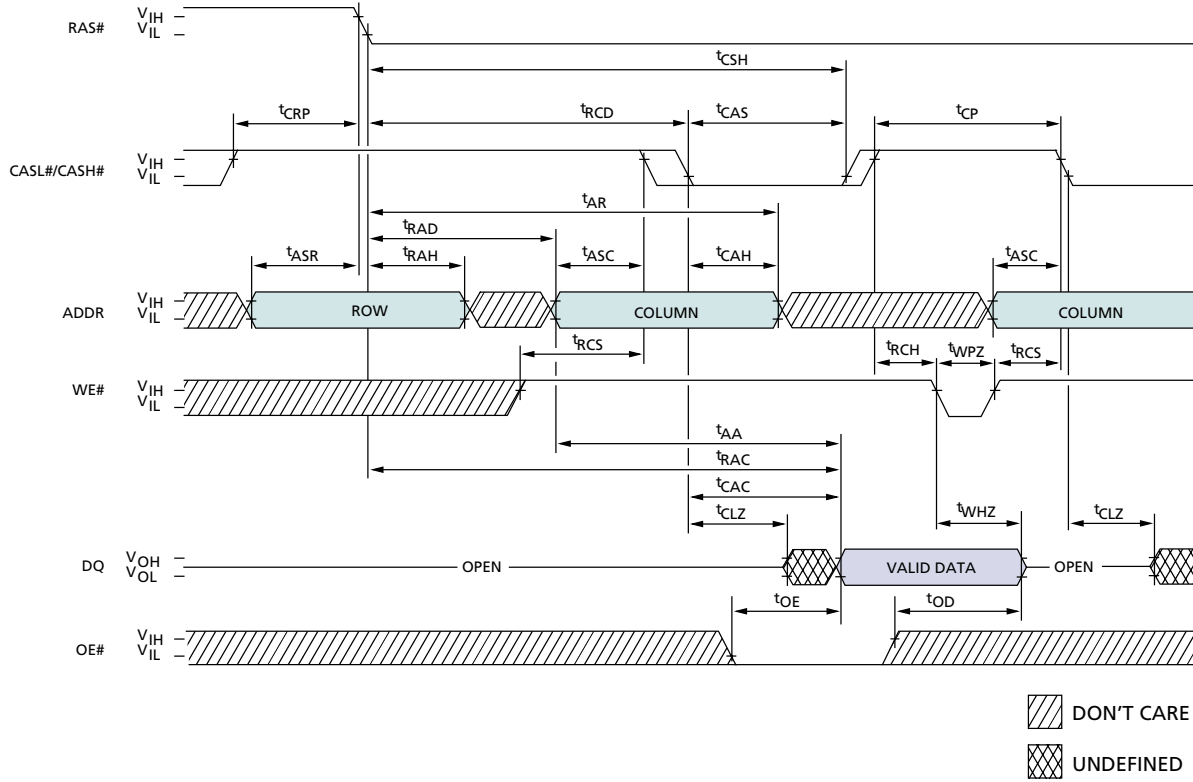 RAS# VIH
VIL
tCSH
tCRP tRCD tCAS tCP
CASL#/CASH# VIH
VIL
tAR
tRAD
tASR tRAH tASC tCAH tASC
ADDR VIH
VIL
ROW COLUMN COLUMN
tRCS tRCH tWPZ tRCS
WE# VIH
VIL
tAA
tRAC
tCAC
tCLZ tWHZ tCLZ
DQ VOH
VOL
OPEN VALID DATA OPEN
tOE tOD
OE# VIH
VIL
DON'T CARE
UNDEFINED